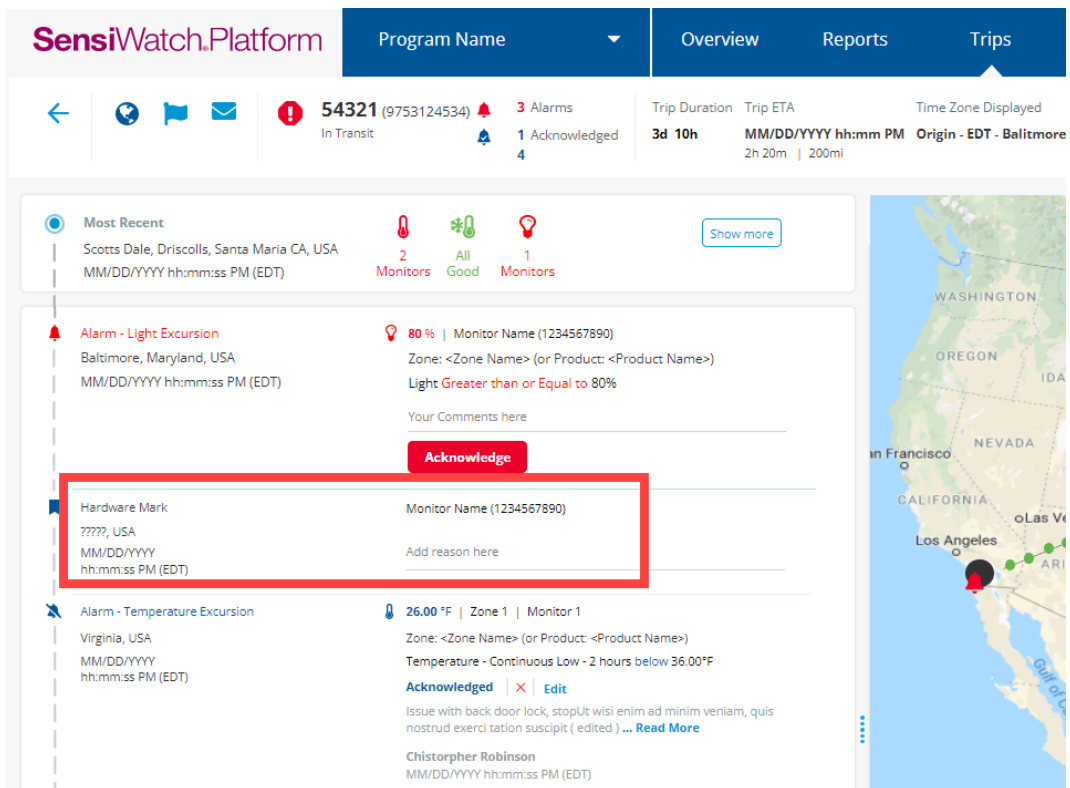 SensiWatch®Platform
Program Name
Overview
Reports
Trips
54321 (9753124534)
In Transit
3 Alarms
1 Acknowledged
4
Trip Duration
3d 10h
Trip ETA
MM/DD/YYYY hh:mm PM
2h 20m | 200mi
Time Zone Displayed
Origin - EDT - Balitmore
Most Recent
Scotts Dale, Driscolls, Santa Maria CA, USA
MM/DD/YYYY hh:mm:ss PM (EDT)
2
Monitors
All
Good
1
Monitors
Show more
Alarm - Light Excursion
Baltimore, Maryland, USA
MM/DD/YYYY hh:mm:ss PM (EDT)
80 % | Monitor Name (1234567890)
Zone: <Zone Name> (or Product: <Product Name>)
Light Greater than or Equal to 80%
Your Comments here
Acknowledge
Hardware Mark
?????, USA
MM/DD/YYYY
hh:mm:ss PM (EDT)
Monitor Name (1234567890)
Add reason here
Alarm - Temperature Excursion
Virginia, USA
MM/DD/YYYY
hh:mm:ss PM (EDT)
26.00 °F | Zone 1 | Monitor 1
Zone: <Zone Name> (or Product: <Product Name>)
Temperature - Continuous Low - 2 hours below 36.00°F
Acknowledged | × | Edit
Issue with back door lock, stopUt wisi enim ad minim veniam, quis
nostrud exerci tation suscipit ( edited ) ... Read More
Chistorpher Robinson
MM/DD/YYYY hh:mm:ss PM (EDT)
WASHINGTON
OREGON
IDA
NEVADA
an Francisco
CALIFORNIA
Las Ve
Los Angeles
ARI
Gulf of C